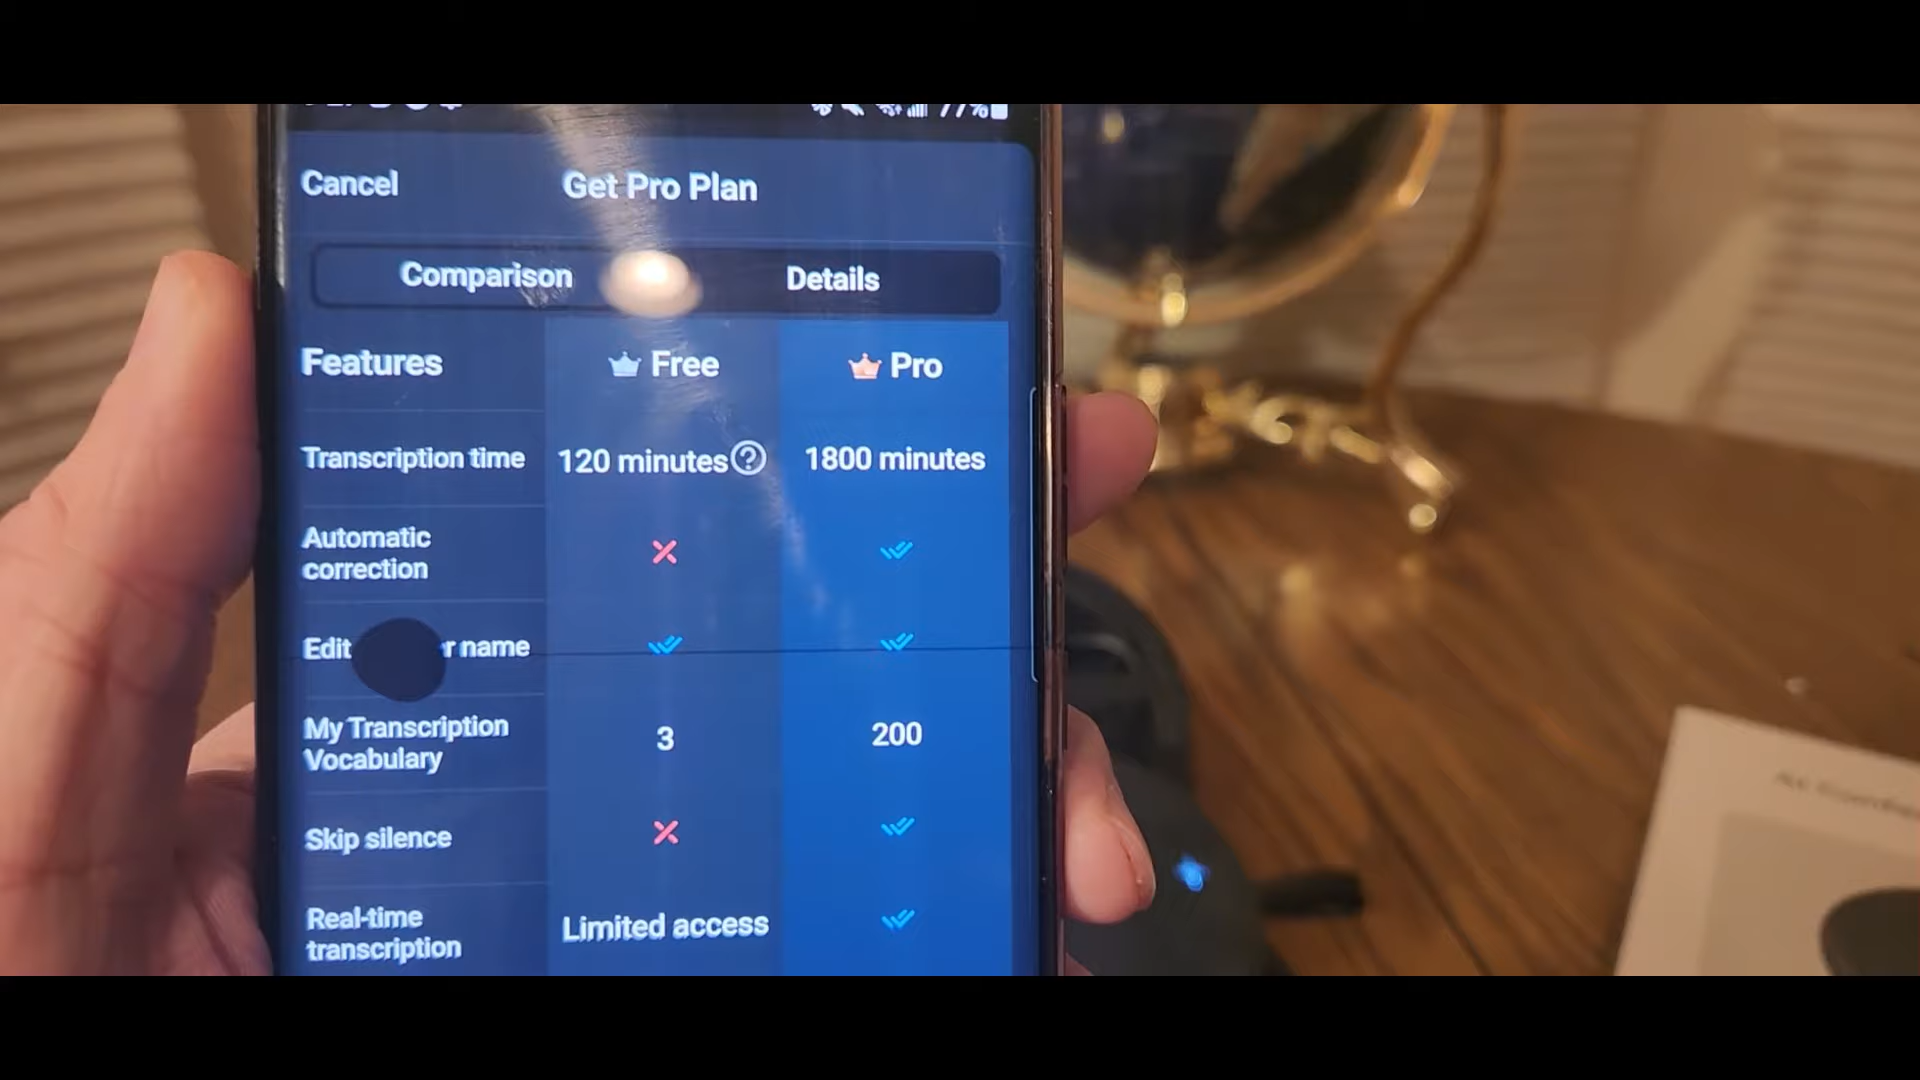 77%
Cancel
Get Pro Plan
Comparison
Details
Features
Free
Pro
Transcription time
120 minutes
1800 minutes
Automatic
correction
Edit name
My Transcription
Vocabulary
3
200
Skip silence
Real-time
transcription
Limited access